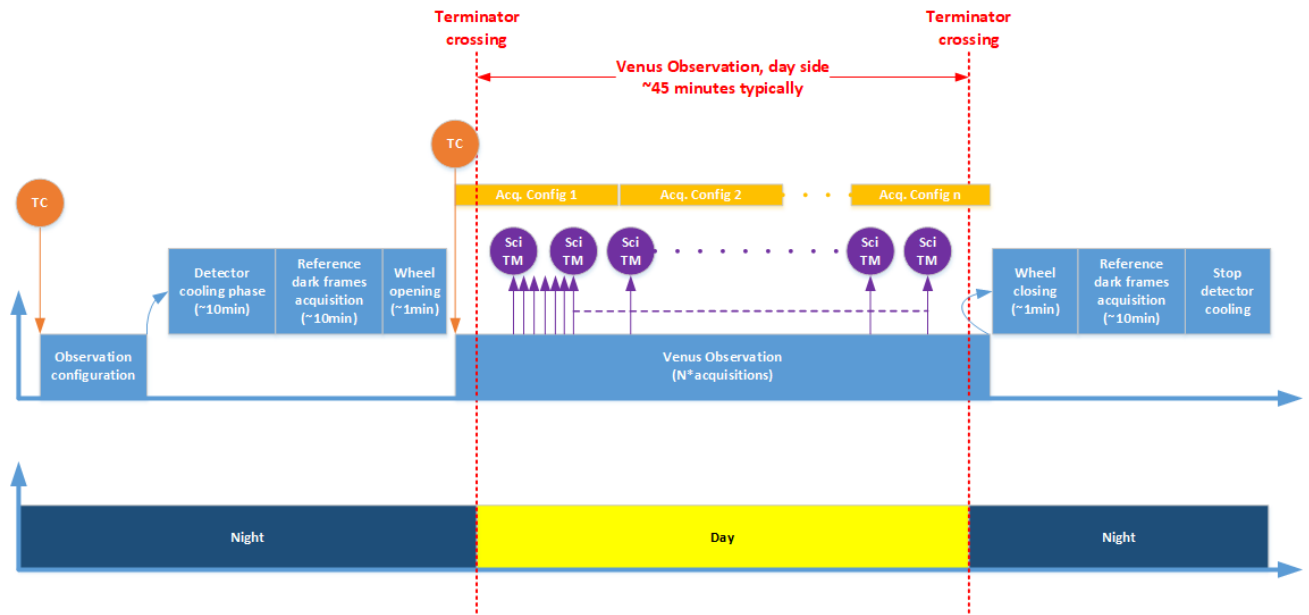 Terminator
crossing
Terminator
crossing
Venus Observation, day side
~45 minutes typically
TC
TC
Acq. Config 1
Acq. Config 2
Acq. Config n
Sci
TM
Sci
TM
Sci
TM
Sci
TM
Sci
TM
Detector
cooling phase
(~10min)
Reference
dark frames
acquisition
(~10min)
Wheel
opening
(~1min)
Wheel
closing
(~1min)
Reference
dark frames
acquisition
(~10min)
Stop
detector
cooling
Observation
configuration
Venus Observation
(N*acquisitions)
Night
Day
Night